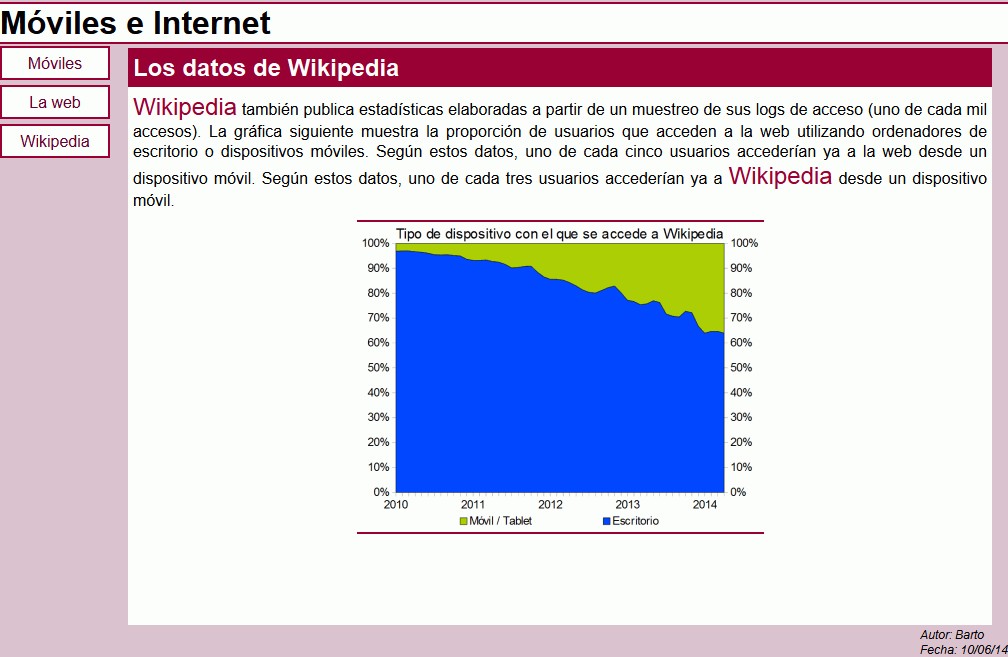 Móviles e Internet
Móviles
La web
Wikipedia
Los datos de Wikipedia
Wikipedia también publica estadísticas elaboradas a partir de un muestreo de sus logs de acceso (uno de cada mil
accesos). La gráfica siguiente muestra la proporción de usuarios que acceden a la web utilizando ordenadores de
escritorio o dispositivos móviles. Según estos datos, uno de cada cinco usuarios accederían ya a la web desde un
dispositivo móvil. Según estos datos, uno de cada tres usuarios accederían ya a Wikipedia desde un dispositivo
móvil.
Tipo de dispositivo con el que se accede a Wikipedia
100% 100%
90% 90%
80% 80%
70% 70%
60% 60%
50% 50%
40% 40%
30% 30%
20% 20%
10% 10%
0% 0%
2010 2011 2012 2013 2014
Móvil / Tablet Escritorio
Autor: Barto
Fecha: 10/06/14